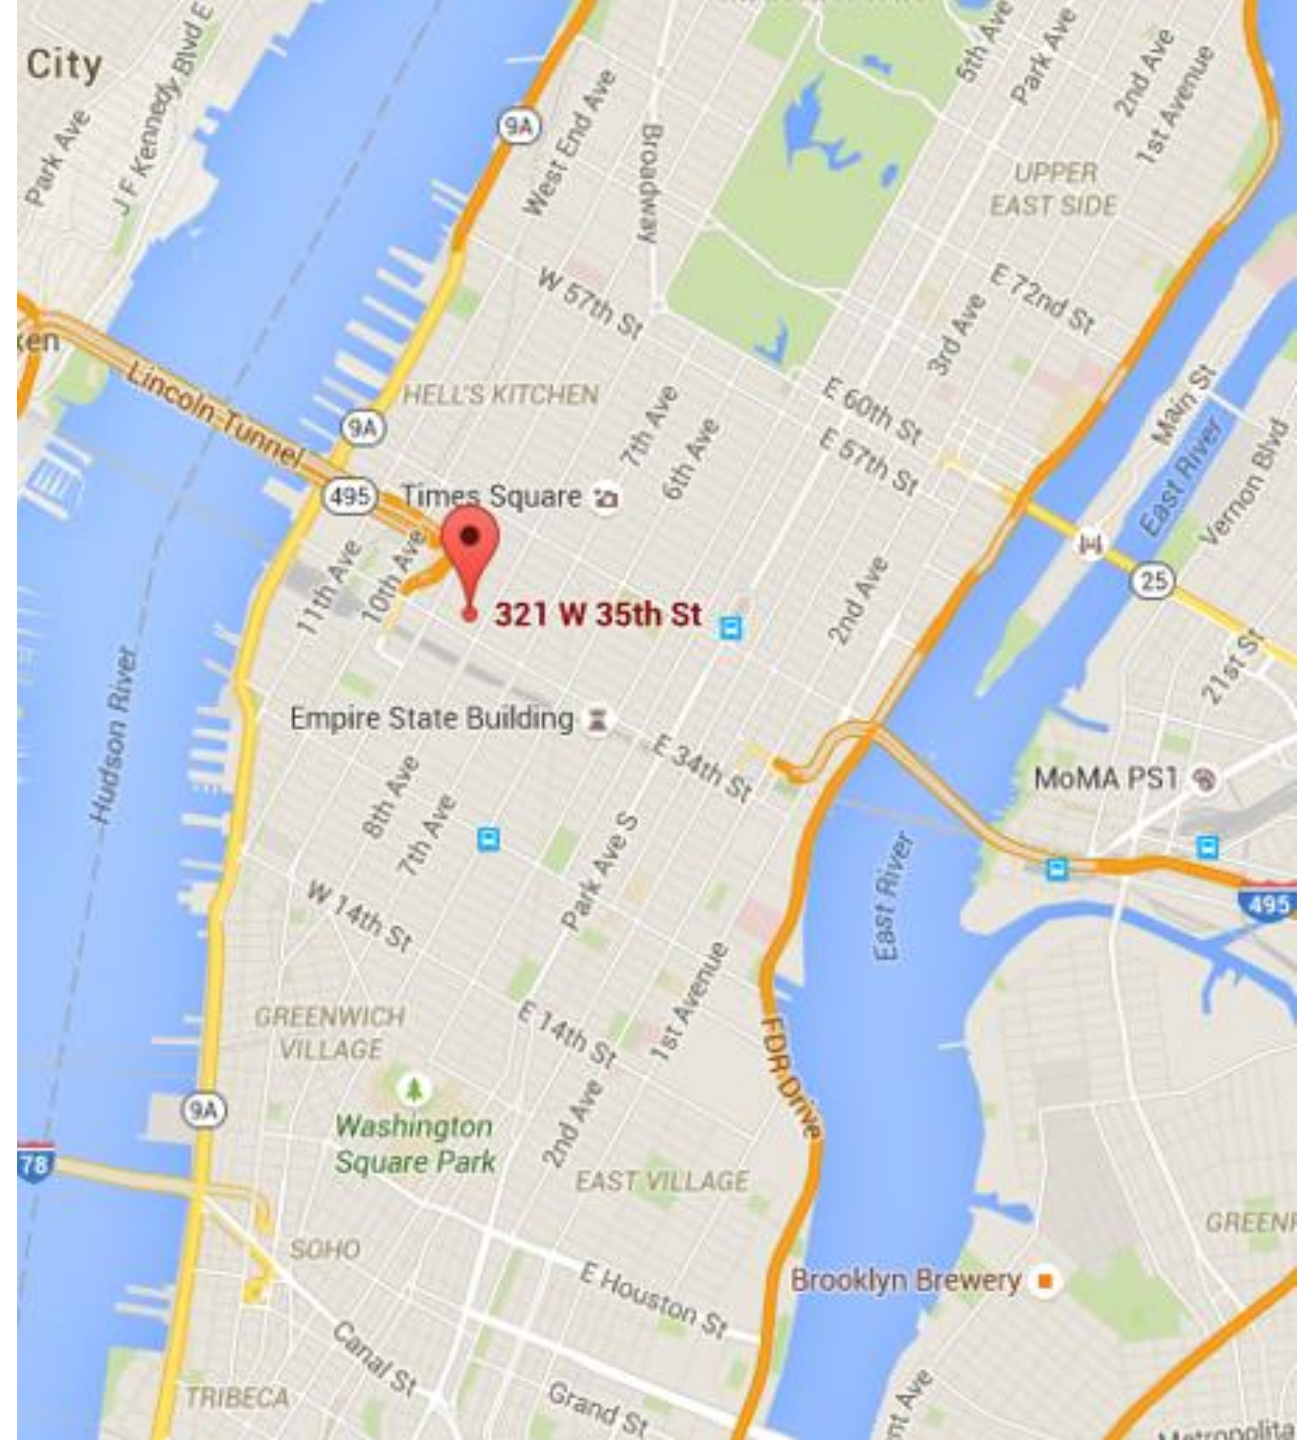 City
J F Kennedy Blvd E
Park Ave
5th Ave
Park Ave
2nd Ave
1st Avenue
9A
West End Ave
Broadway
UPPER
EAST SIDE
W 57th St
E 72nd St
3rd Ave
Lincoln Tunnel
HELL'S KITCHEN
9A
7th Ave
6th Ave
E 60th St
E 57th St
Main St
East River
Vernon Blvd
495
Times Square
11th Ave
10th Ave
321 W 35th St
2nd Ave
25
21st St
Hudson River
Empire State Building
E 34th St
MoMA PS1
8th Ave
7th Ave
Park Ave S
East River
495
W 14th St
E 14th St
1st Avenue
GREENWICH
VILLAGE
FDR Drive
9A
Washington
Square Park
2nd Ave
78
EAST VILLAGE
SOHO
E Houston St
Brooklyn Brewery
Canal St
TRIBECA
Grand St